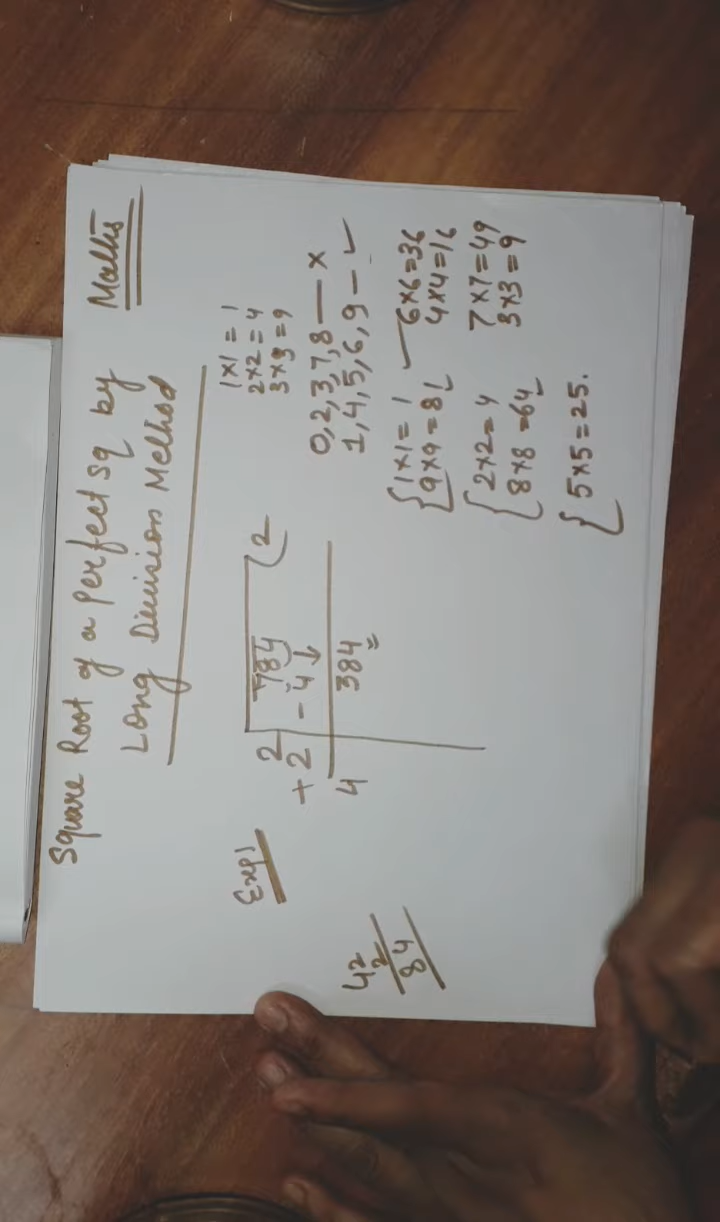 Maths
Square Root of a Perfect Sq by
Long Division Method
Exp1
2 784 2
+2 -4↓
4 384
42
2
84
1×1 = 1
2×2 = 4
3×3 = 9
0,2,3,7,8 — ×
1,4,5,6,9 — ✓
1×1 = 1
9×9 = 81
6×6=36
4×4=16
2×2=4
8×8=64
7×7=49
3×3=9
5×5=25.